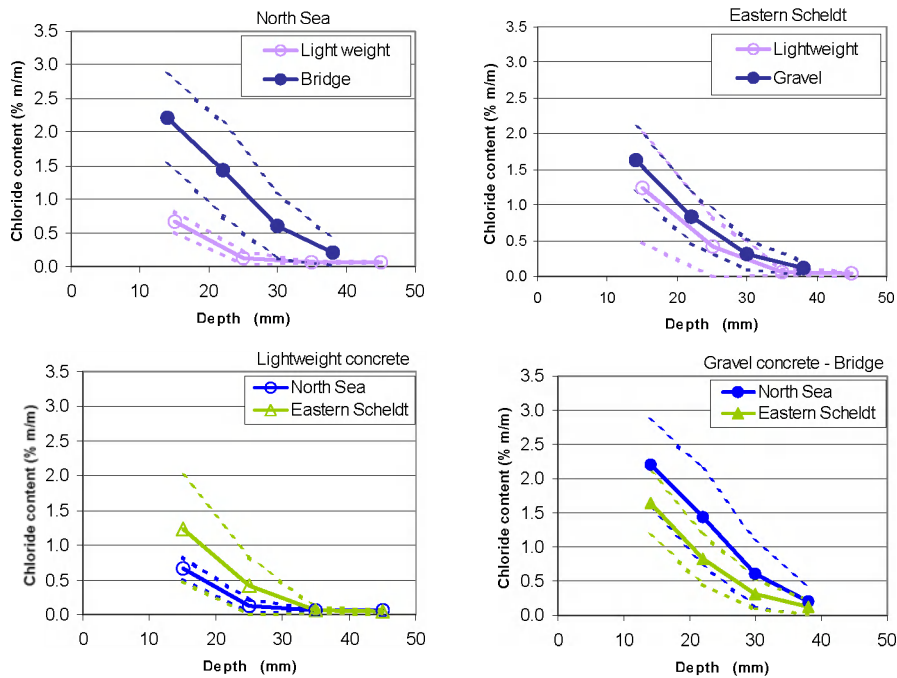 North Sea
3.5
3.0
2.5
2.0
1.5
1.0
0.5
0.0
Chloride content (% m/m)
Light weight
Bridge
0 10 20 30 40 50
Depth (mm)
Eastern Scheldt
3.5
3.0
2.5
2.0
1.5
1.0
0.5
0.0
Chloride content (% m/m)
Lightweight
Gravel
0 10 20 30 40 50
Depth (mm)
Lightweight concrete
3.5
3.0
2.5
2.0
1.5
1.0
0.5
0.0
Chloride content (% m/m)
North Sea
Eastern Scheldt
0 10 20 30 40 50
Depth (mm)
Gravel concrete - Bridge
3.5
3.0
2.5
2.0
1.5
1.0
0.5
0.0
Chloride content (% m/m)
North Sea
Eastern Scheldt
0 10 20 30 40 50
Depth (mm)